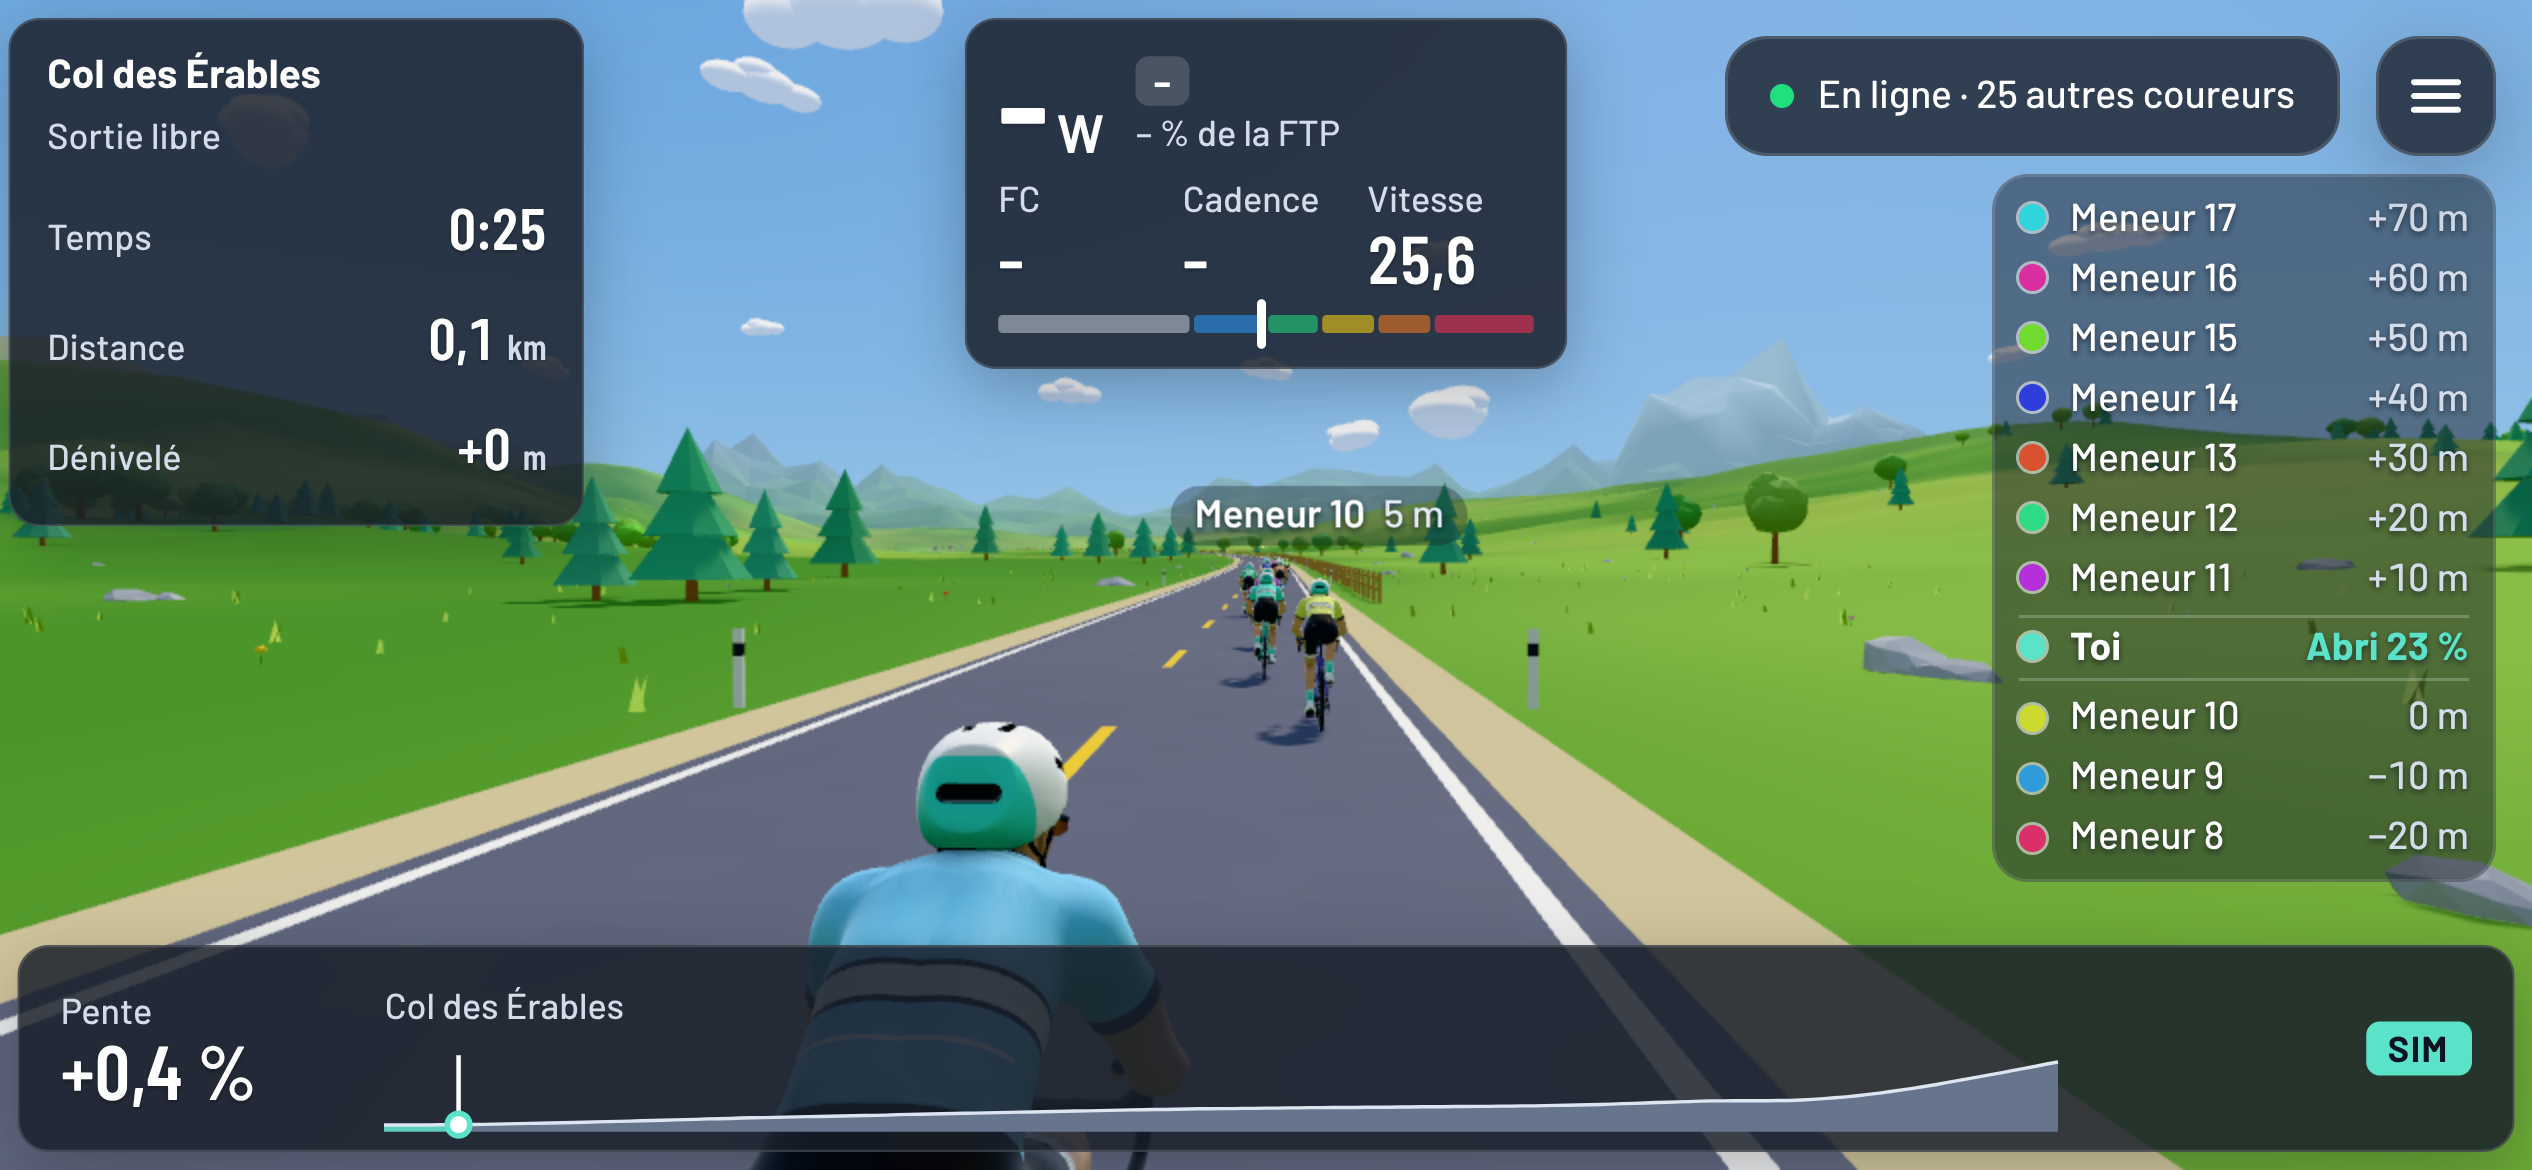 Col des Érables
Sortie libre
Temps 0:25
Distance 0,1 km
Dénivelé +0 m
– W
–
– % de la FTP
FC Cadence Vitesse
– – 25,6
En ligne · 25 autres coureurs
Meneur 17 +70 m
Meneur 16 +60 m
Meneur 15 +50 m
Meneur 14 +40 m
Meneur 13 +30 m
Meneur 12 +20 m
Meneur 11 +10 m
Toi Abri 23 %
Meneur 10 0 m
Meneur 9 −10 m
Meneur 8 −20 m
Meneur 10 5 m
Pente
+0,4 %
Col des Érables
SIM